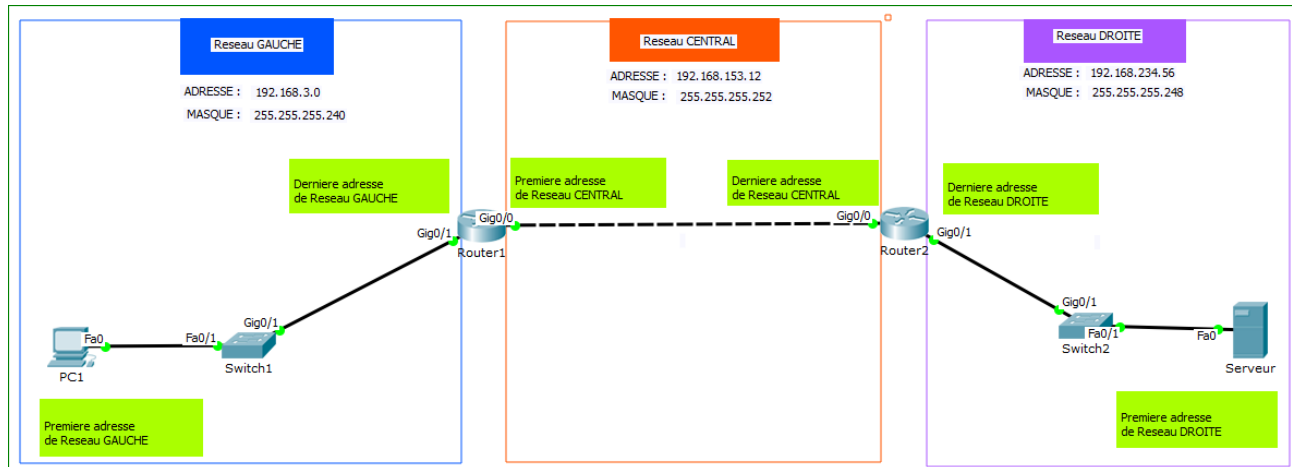 Reseau GAUCHE
ADRESSE : 192.168.3.0
MASQUE : 255.255.255.240
Reseau CENTRAL
ADRESSE : 192.168.153.12
MASQUE : 255.255.255.252
Reseau DROITE
ADRESSE : 192.168.234.56
MASQUE : 255.255.255.248
Derniere adresse
de Reseau GAUCHE
Premiere adresse
de Reseau CENTRAL
Derniere adresse
de Reseau CENTRAL
Derniere adresse
de Reseau DROITE
Gig0/1
Gig0/0
Router1
Gig0/0
Router2
Gig0/1
Fa0
PC1
Fa0/1
Gig0/1
Switch1
Gig0/1
Fa0/1
Switch2
Fa0
Serveur
Premiere adresse
de Reseau GAUCHE
Premiere adresse
de Reseau DROITE